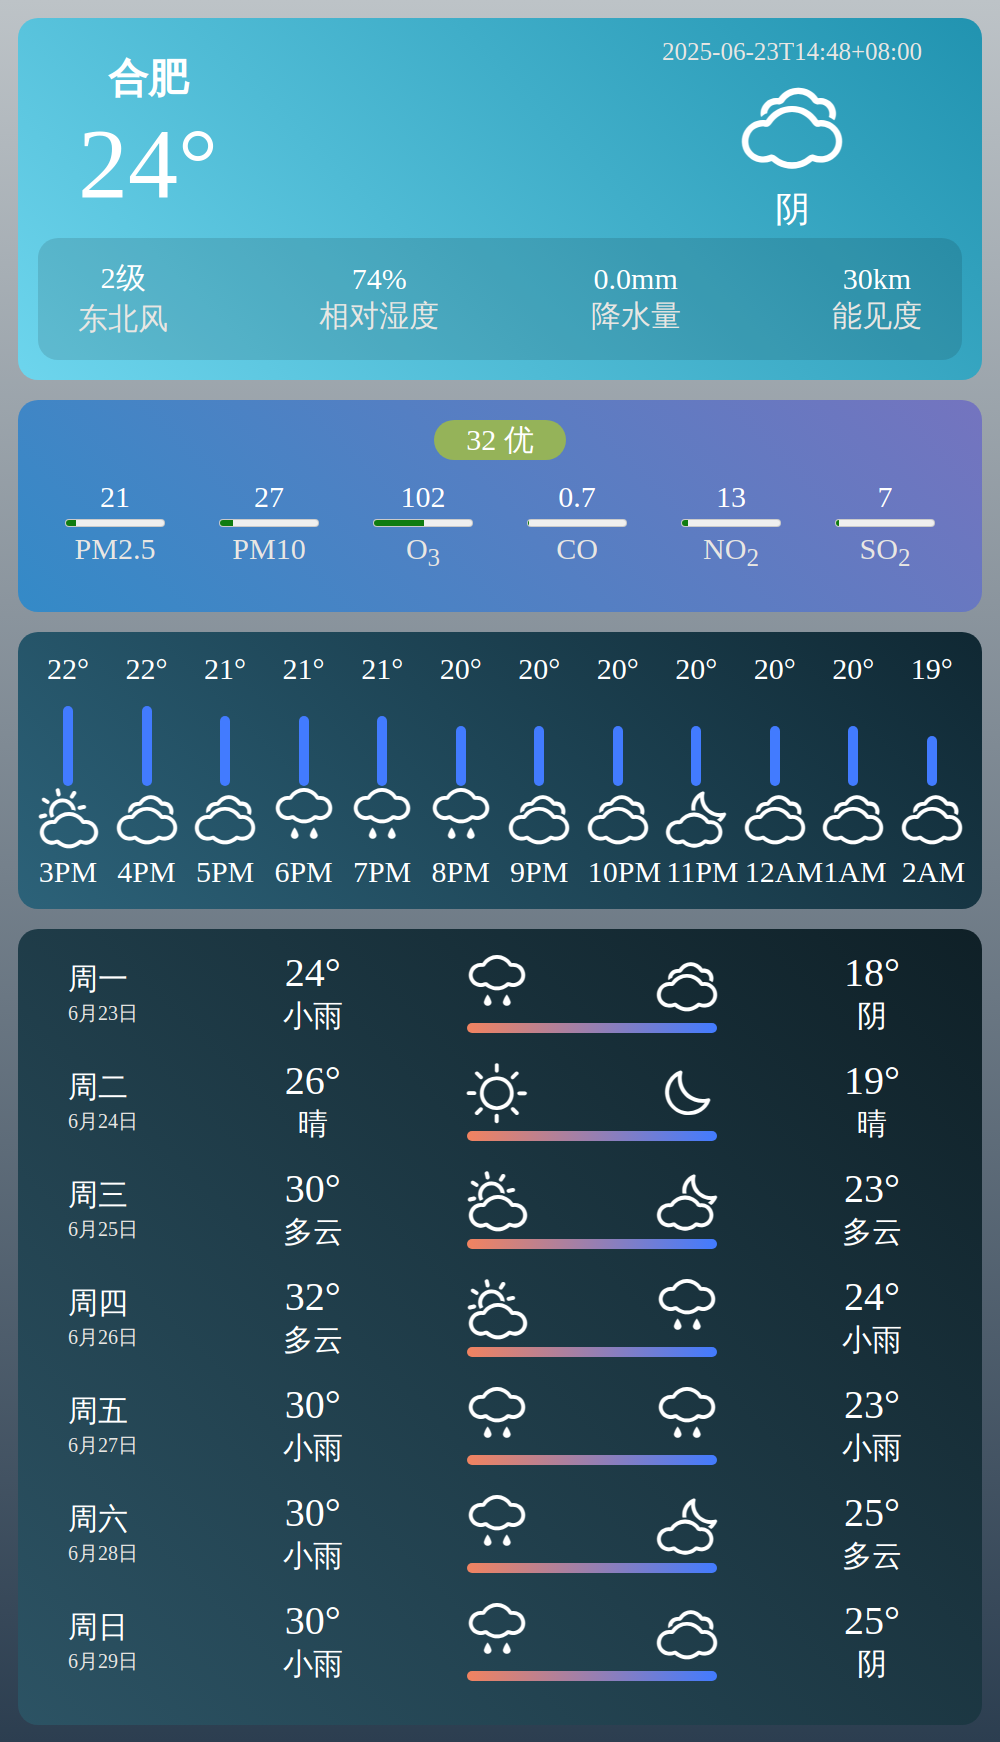 合肥
24°
2025-06-23T14:48+08:00
阴
2级 74% 0.0mm 30km
东北风 相对湿度 降水量 能见度
32 优
21 27 102 0.7 13 7
PM2.5 PM10 O3 CO NO2 SO2
22° 22° 21° 21° 21° 20° 20° 20° 20° 20° 20° 19°
3PM 4PM 5PM 6PM 7PM 8PM 9PM 10PM 11PM 12AM 1AM 2AM
周一 24° 18°
6月23日 小雨 阴
周二 26° 19°
6月24日 晴 晴
周三 30° 23°
6月25日 多云 多云
周四 32° 24°
6月26日 多云 小雨
周五 30° 23°
6月27日 小雨 小雨
周六 30° 25°
6月28日 小雨 多云
周日 30° 25°
6月29日 小雨 阴